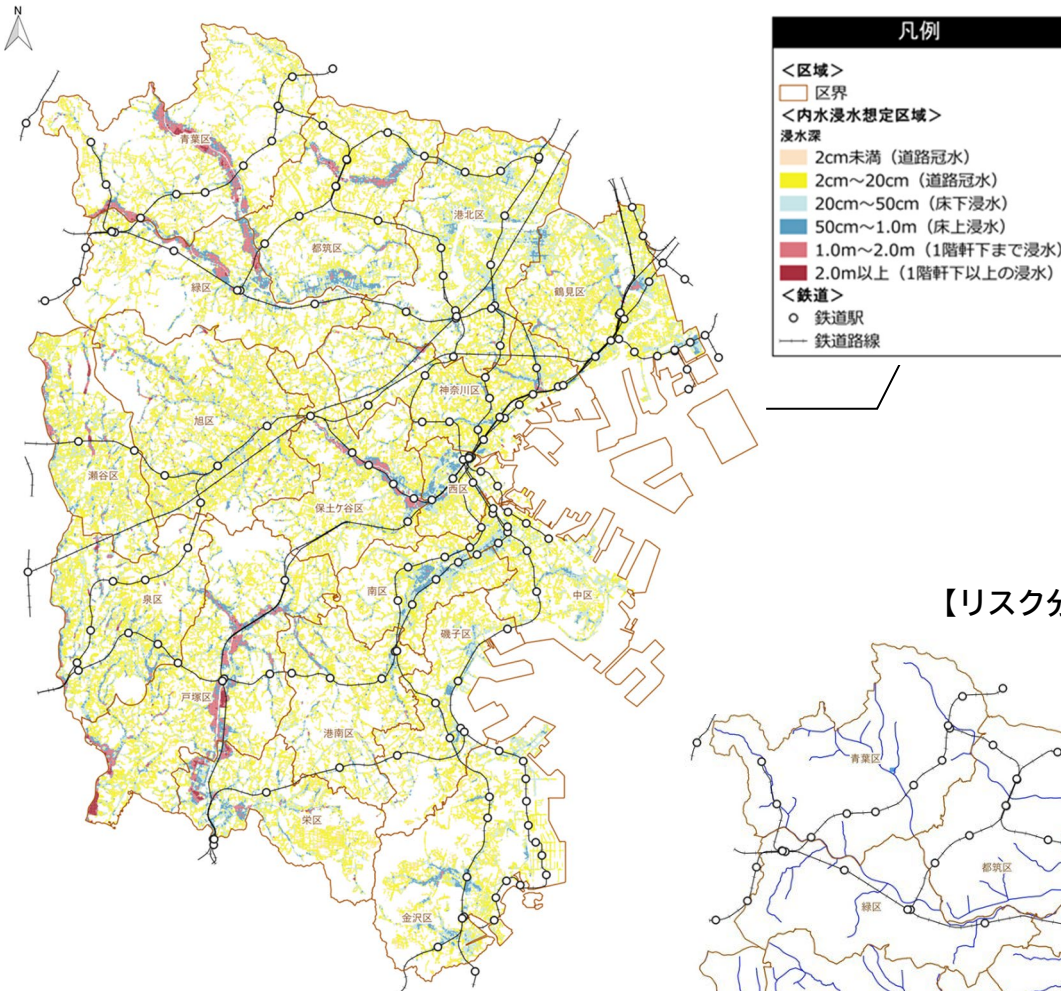 N
凡例
＜区域＞
区界
＜内水浸水想定区域＞
浸水深
2cm未満（道路冠水）
2cm～20cm（道路冠水）
20cm～50cm（床下浸水）
50cm～1.0m（床上浸水）
1.0m～2.0m（1階軒下まで浸水）
2.0m以上（1階軒下以上の浸水）
＜鉄道＞
鉄道駅
鉄道路線
青葉区
港北区
都筑区
緑区
鶴見区
神奈川区
旭区
瀬谷区
西区
保土ケ谷区
泉区
南区
中区
磯子区
戸塚区
港南区
栄区
金沢区
【リスク分
青葉区
都筑区
緑区